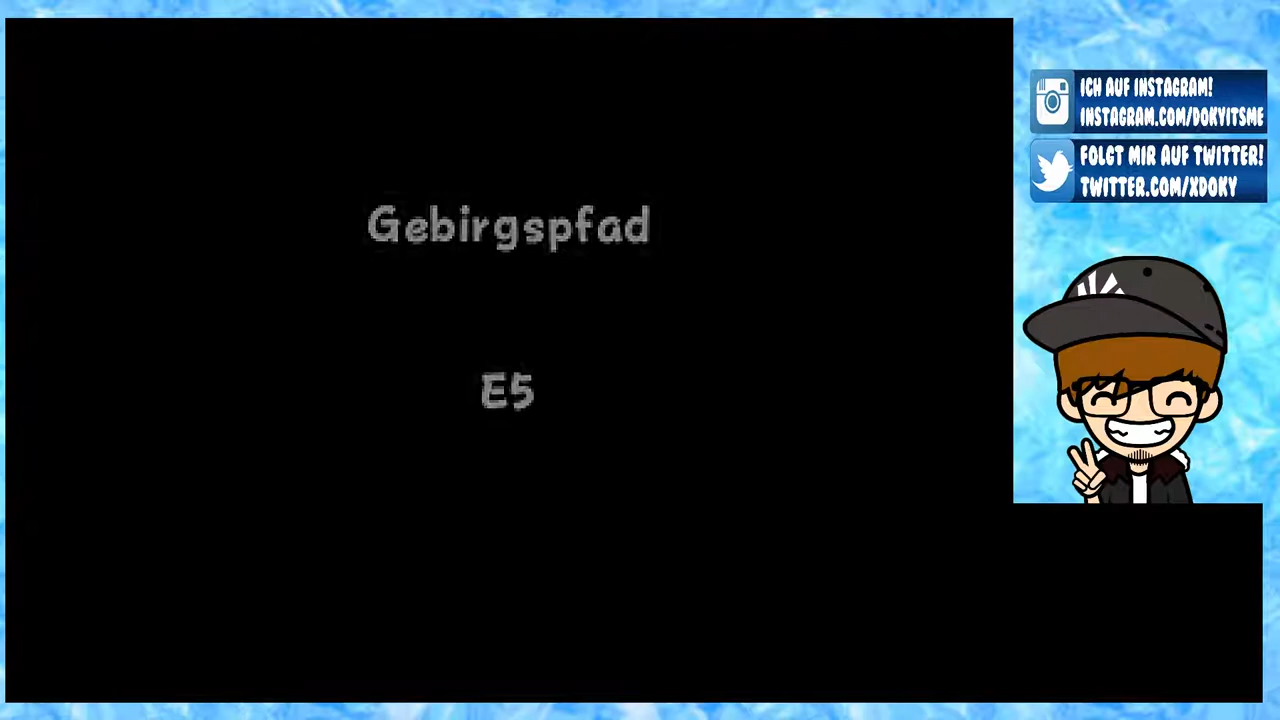 Gebirgspfad
E5
ICH AUF INSTAGRAM!
INSTAGRAM.COM/DOKYITSME
FOLGT MIR AUF TWITTER!
TWITTER.COM/XDOKY